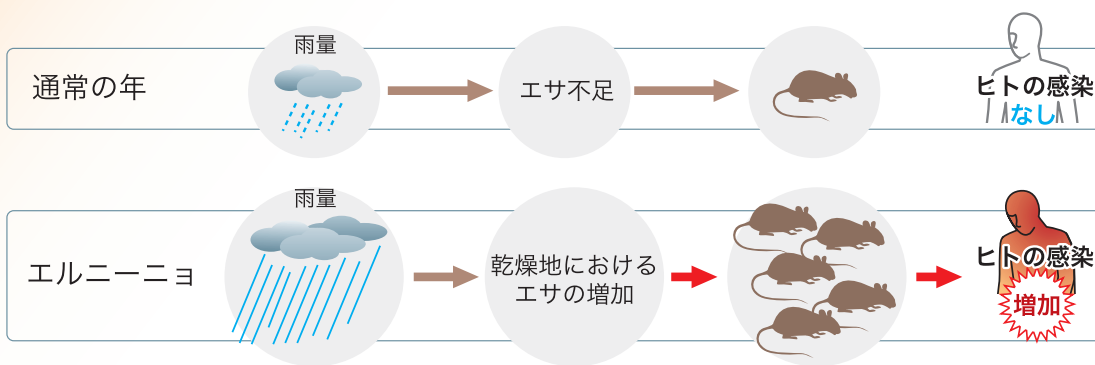 通常の年
雨量
エサ不足
ヒトの感染
なし
エルニーニョ
雨量
乾燥地における
エサの増加
ヒトの感染
増加